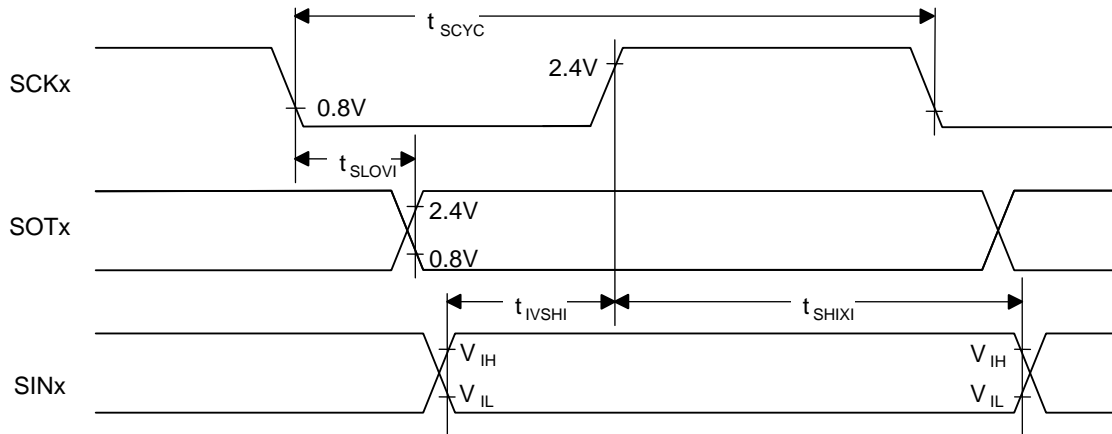 t SCYC
SCKx
2.4V
0.8V
t SLOVI
SOTx
2.4V
0.8V
t IVSHI
t SHIXI
SINx
V IH
V IH
V IL
V IL